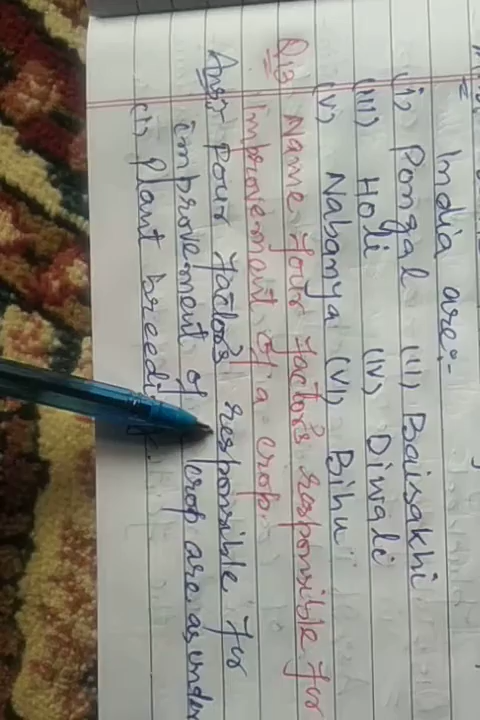 India are:-
(i) Pongal (ii) Baisakhi
(iii) Holi (iv) Diwali
(v) Nabanya (vi) Bihu
Q13 Name four factors responsible for
improvement of a crop.
Ans: Four factors responsible for
improvement of crop are as under
(i) Plant breeding.